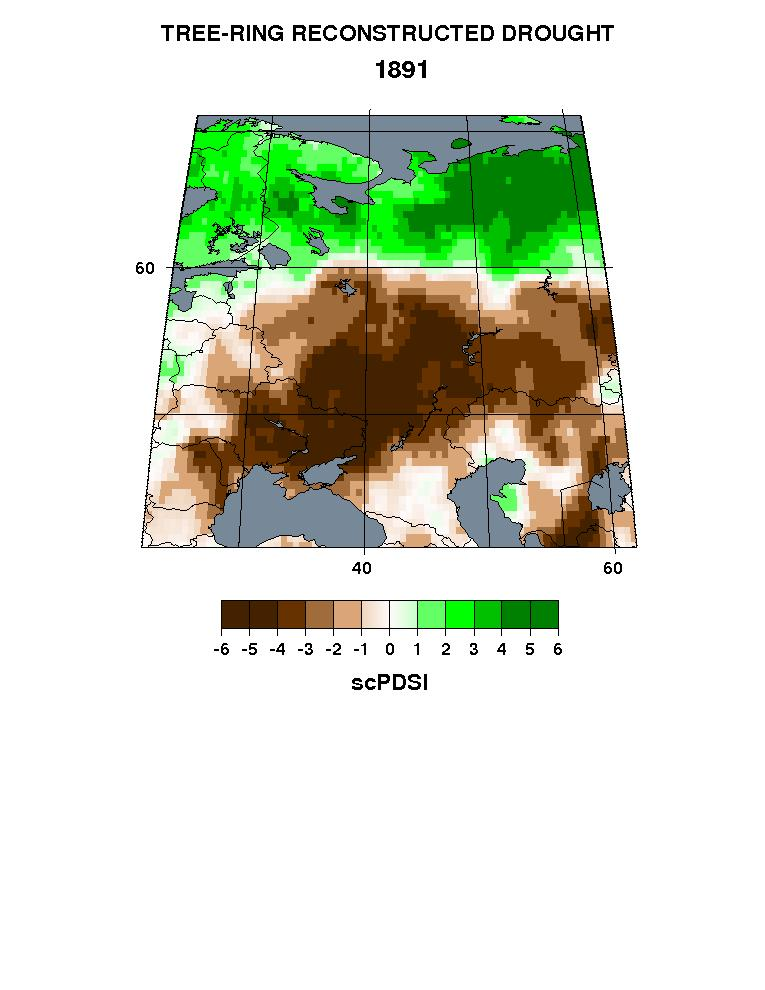 TREE-RING RECONSTRUCTED DROUGHT
1891
60
40 60
-6 -5 -4 -3 -2 -1 0 1 2 3 4 5 6
scPDSI